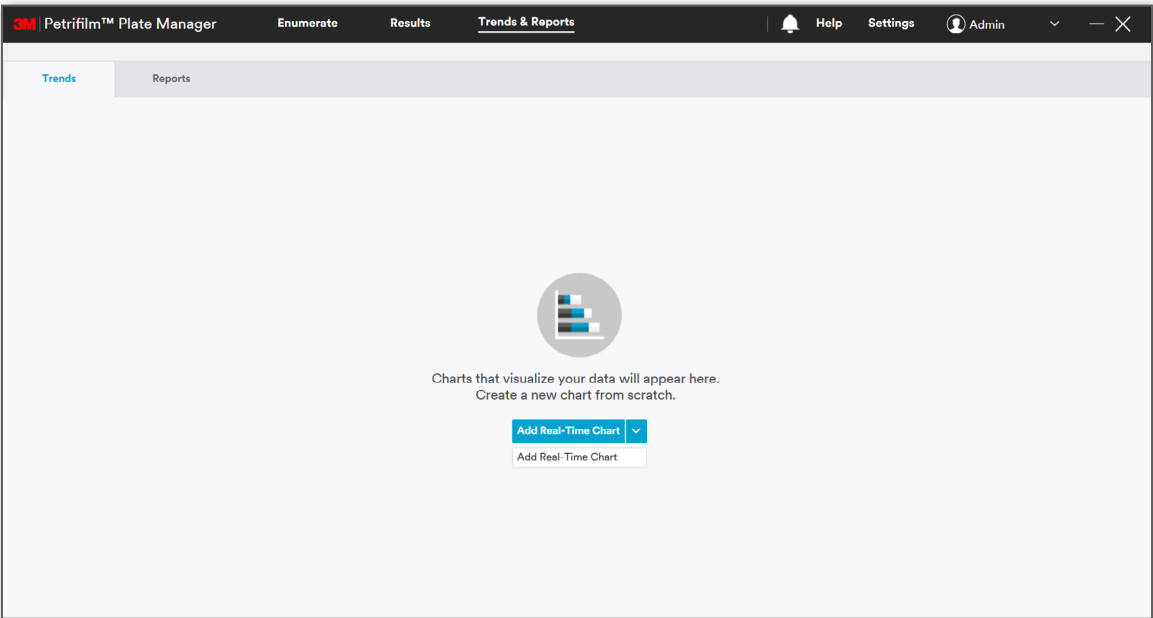 3M Petrifilm™ Plate Manager Enumerate Results Trends & Reports Help Settings Admin
Trends Reports
Charts that visualize your data will appear here.
Create a new chart from scratch.
Add Real-Time Chart
Add Real-Time Chart